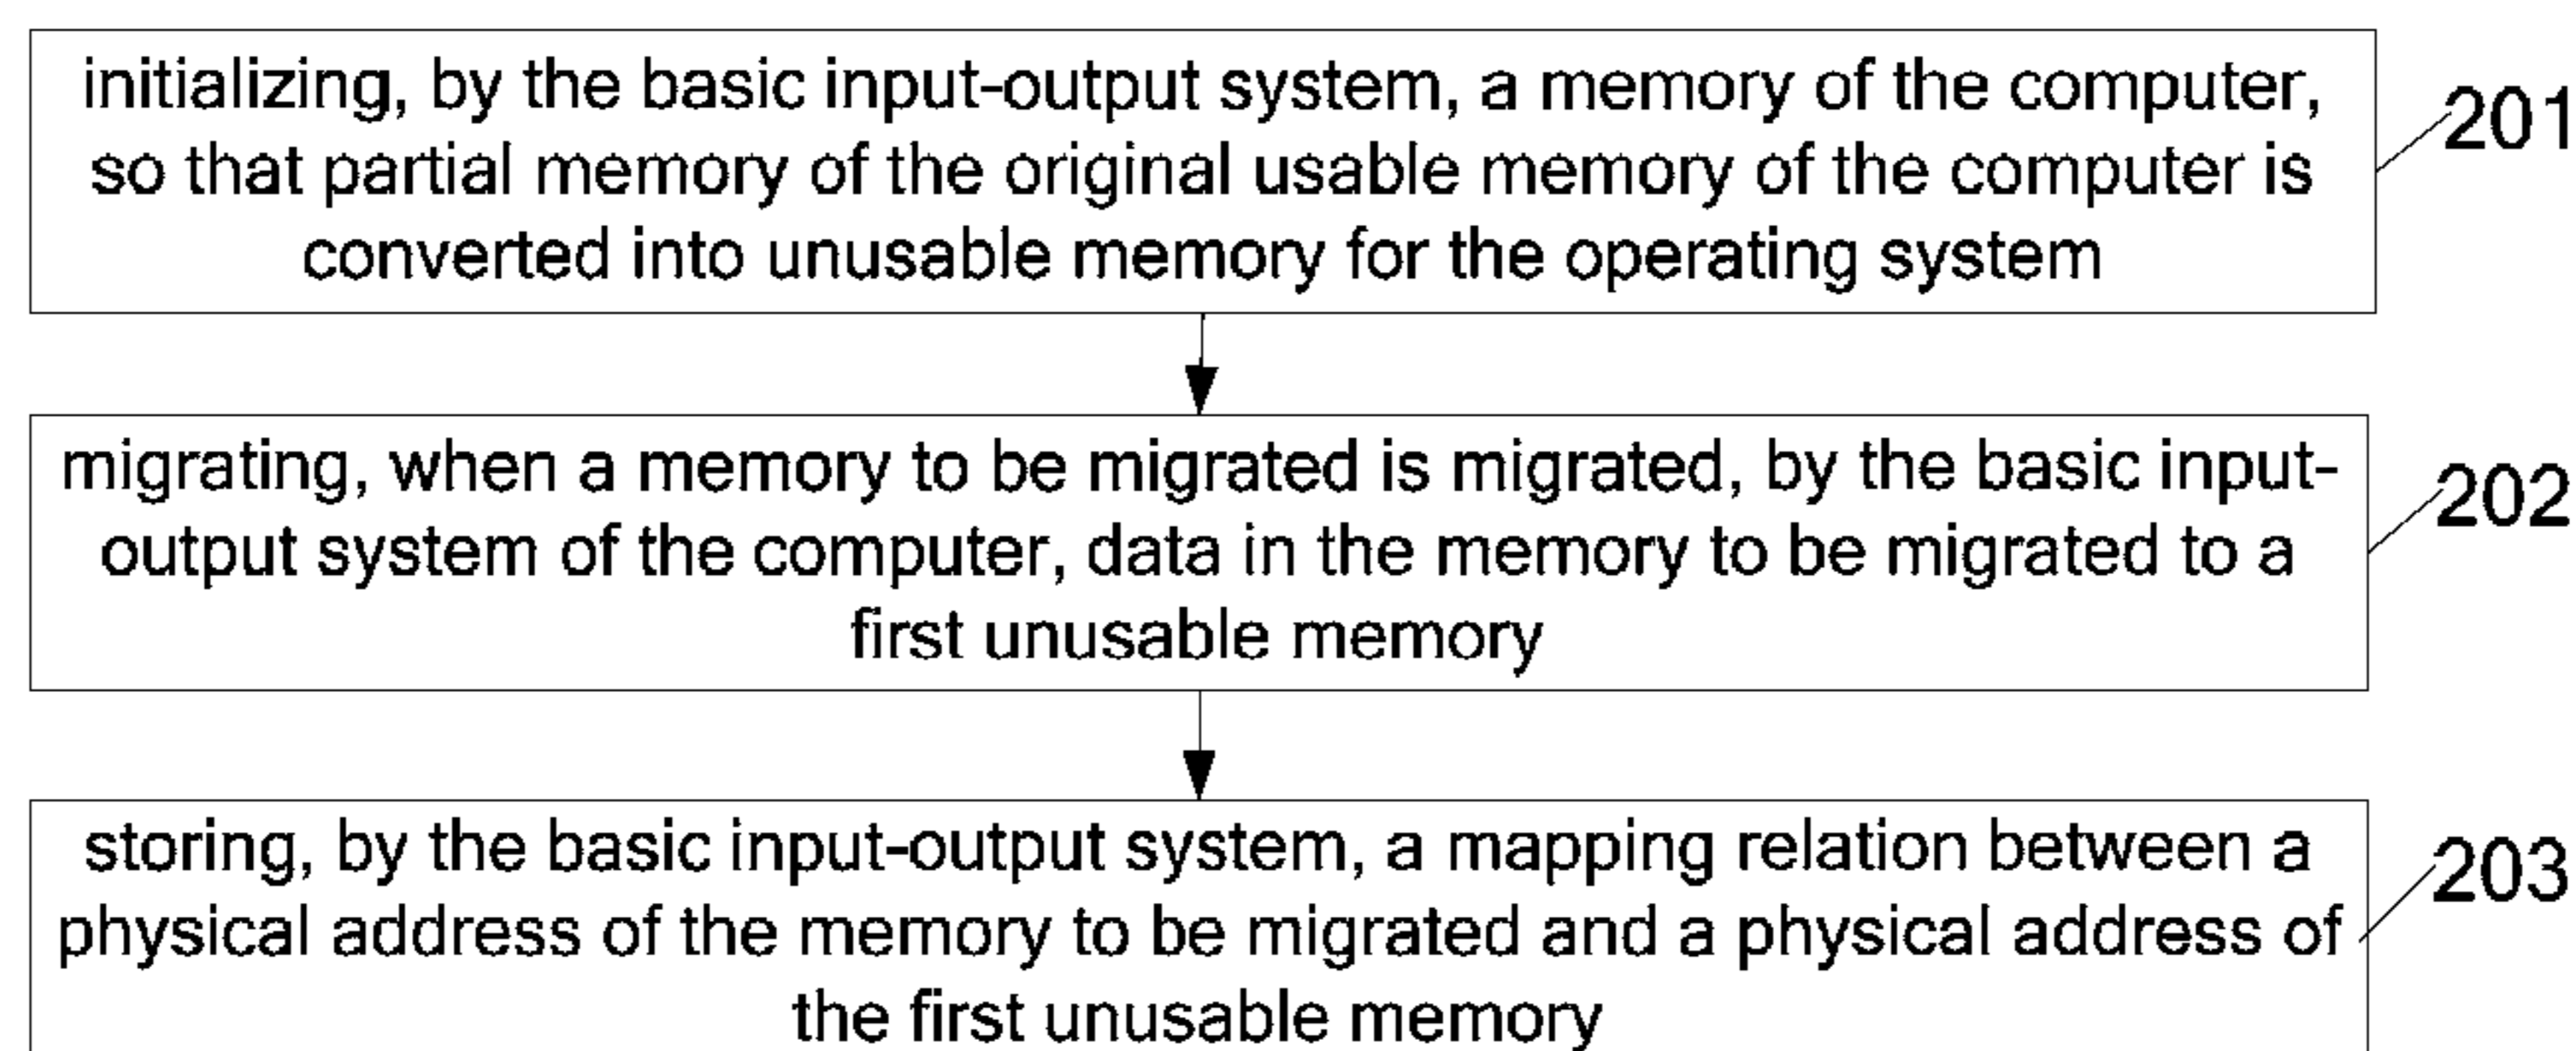 initializing, by the basic input-output system, a memory of the computer,
so that partial memory of the original usable memory of the computer is
converted into unusable memory for the operating system
201
migrating, when a memory to be migrated is migrated, by the basic input-
output system of the computer, data in the memory to be migrated to a
first unusable memory
202
storing, by the basic input-output system, a mapping relation between a
physical address of the memory to be migrated and a physical address of
the first unusable memory
203